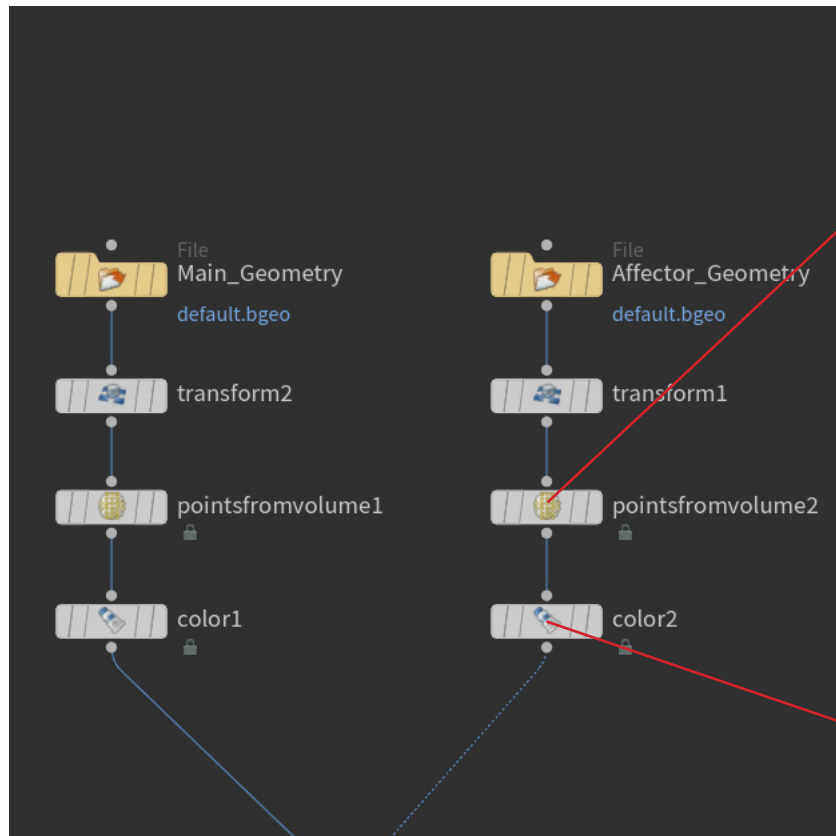 File
Main_Geometry
default.bgeo
transform2
pointsfromvolume1
color1
File
Affector_Geometry
default.bgeo
transform1
pointsfromvolume2
color2